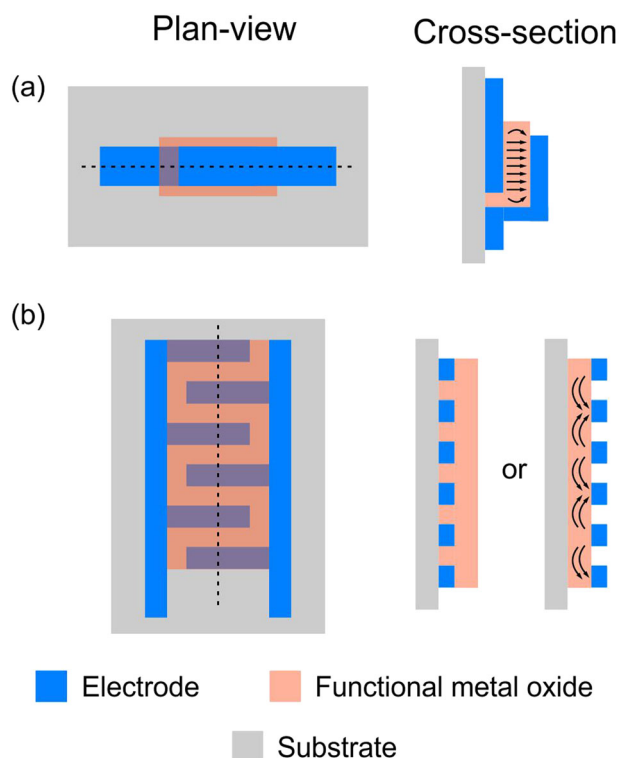 Plan-view
Cross-section
(a)
(b)
or
Electrode
Functional metal oxide
Substrate